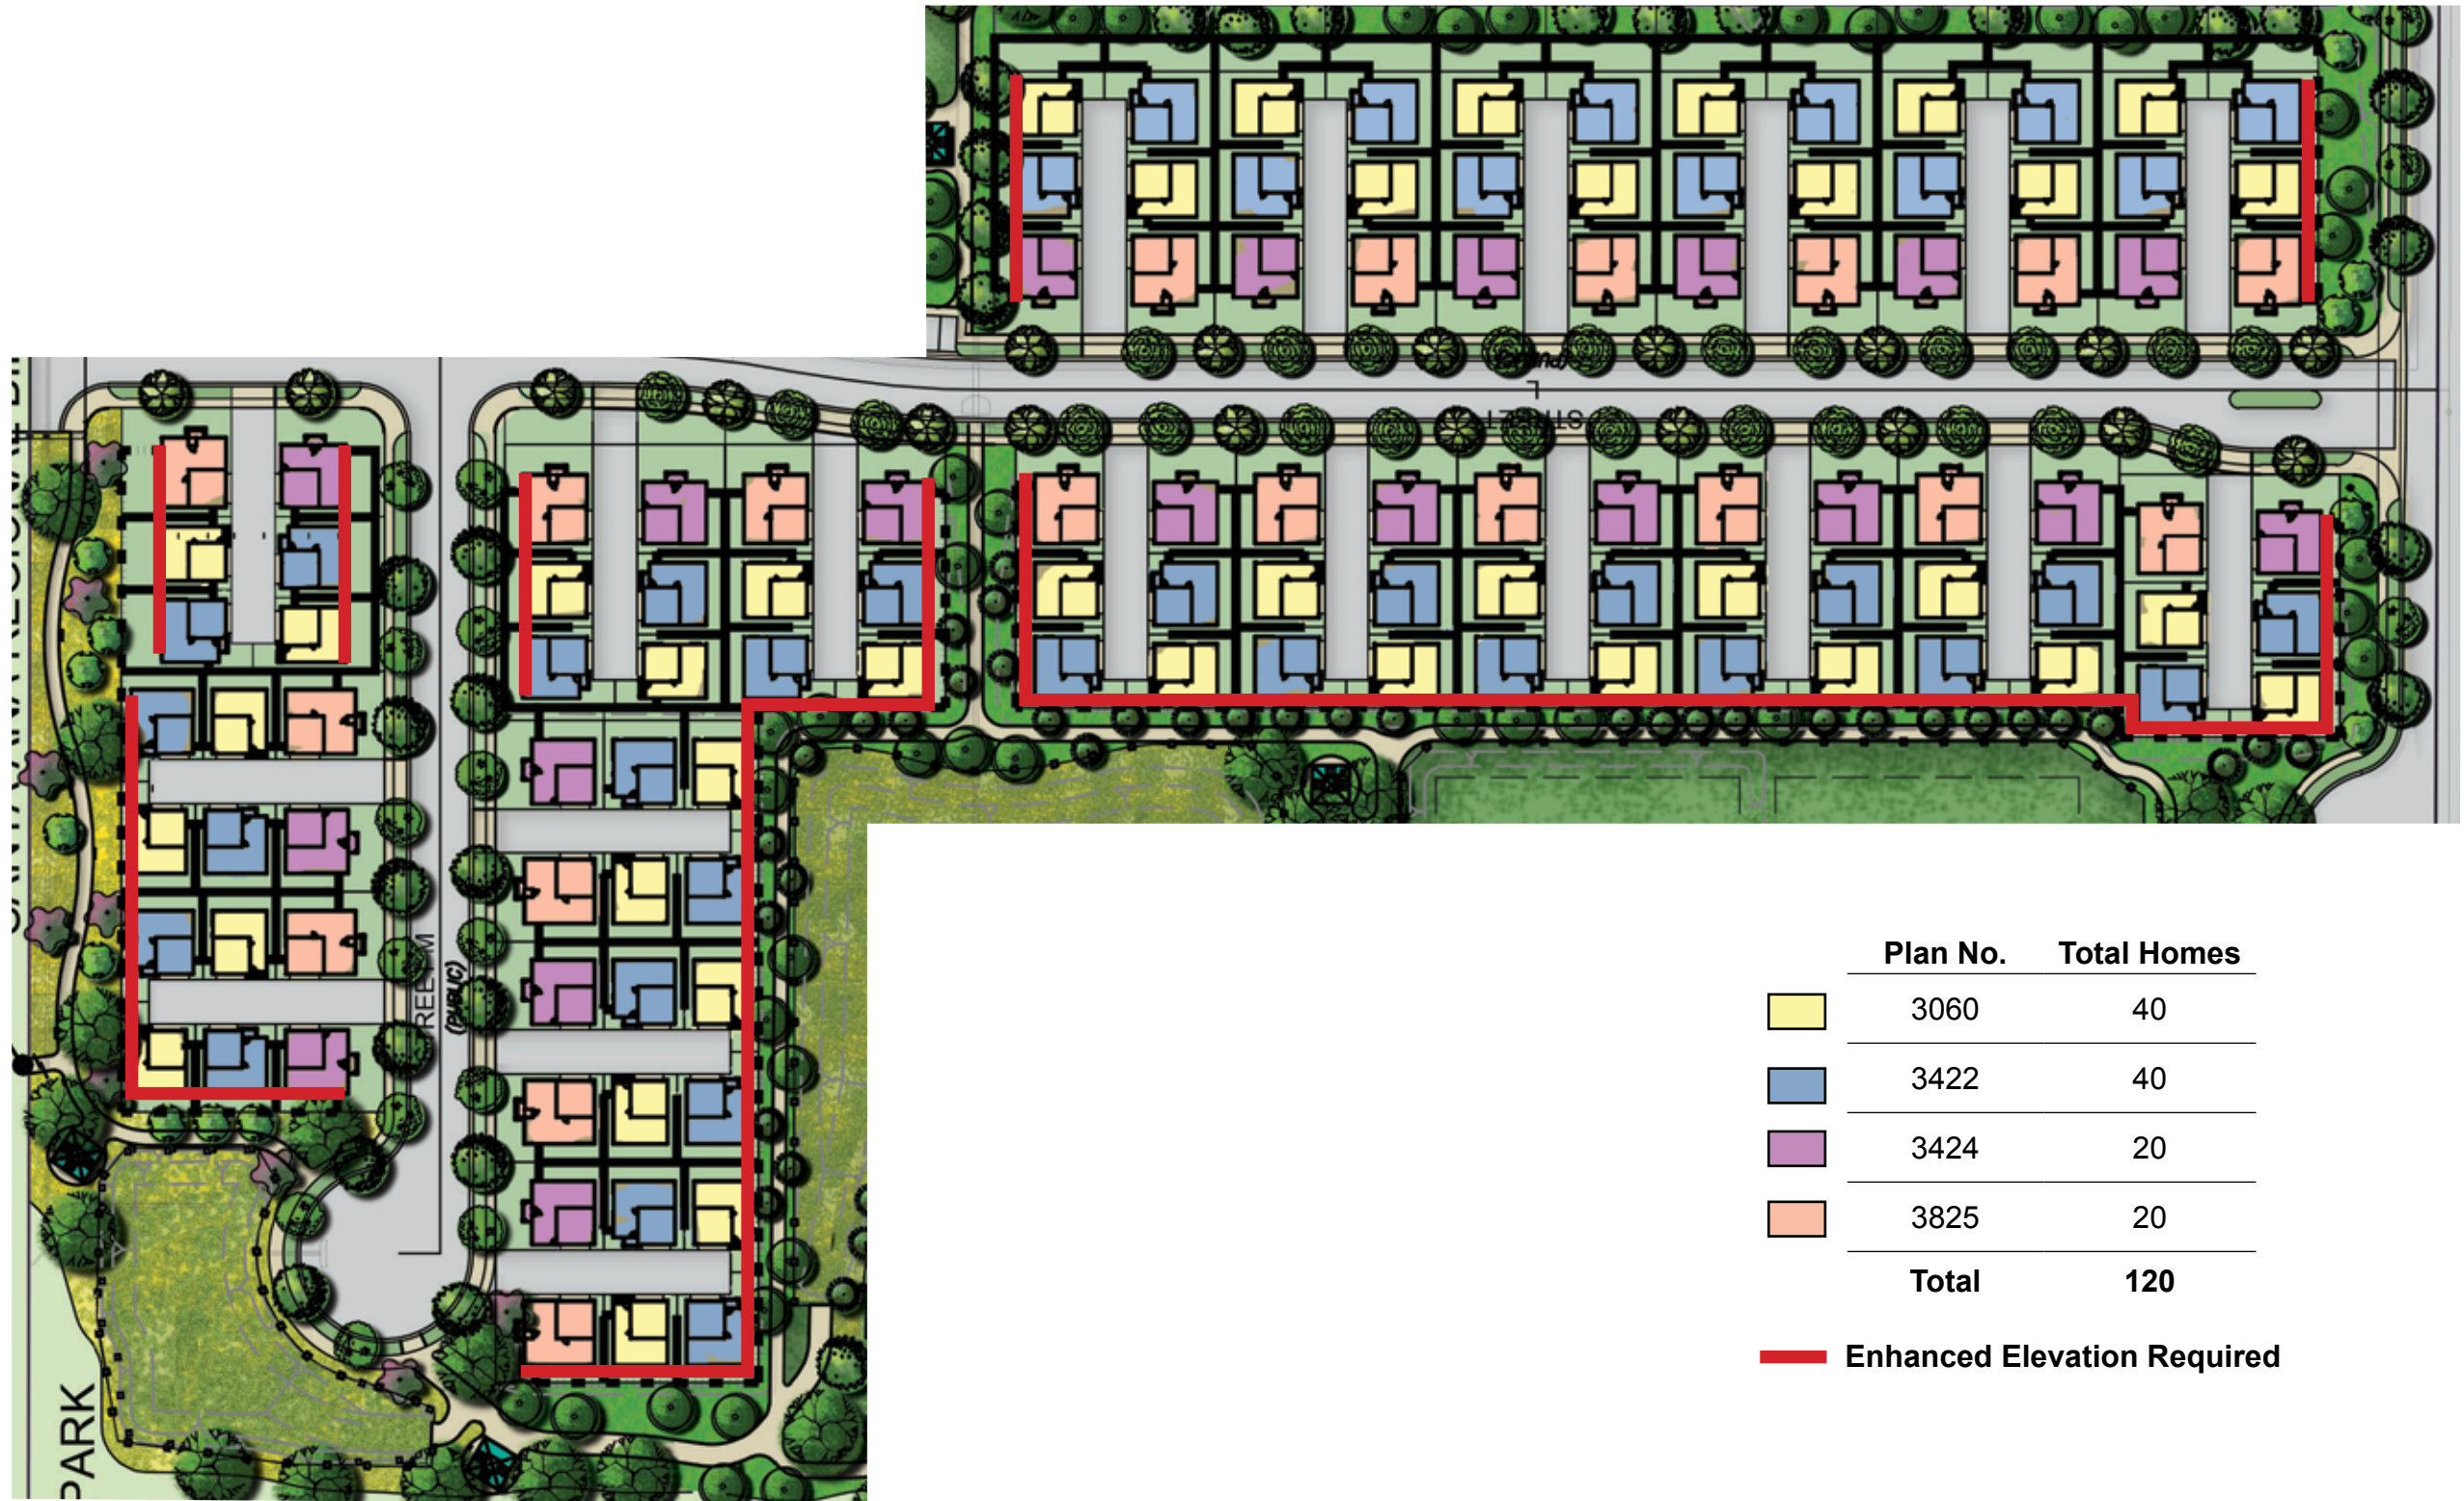 L
STREET
(PUBLIC)
PARK
Plan No. Total Homes
3060 40
3422 40
3424 20
3825 20
Total 120
Enhanced Elevation Required